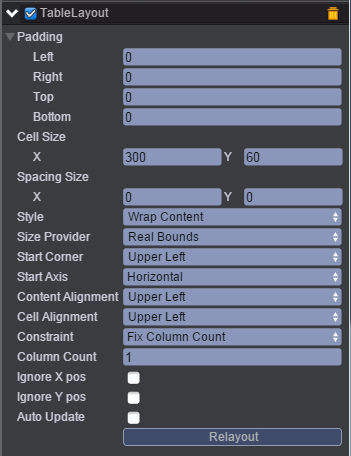 TableLayout
Padding
Left 0
Right 0
Top 0
Bottom 0
Cell Size
X 300 Y 60
Spacing Size
X 0 Y 0
Style Wrap Content
Size Provider Real Bounds
Start Corner Upper Left
Start Axis Horizontal
Content Alignment Upper Left
Cell Alignment Upper Left
Constraint Fix Column Count
Column Count 1
Ignore X pos
Ignore Y pos
Auto Update
Relayout